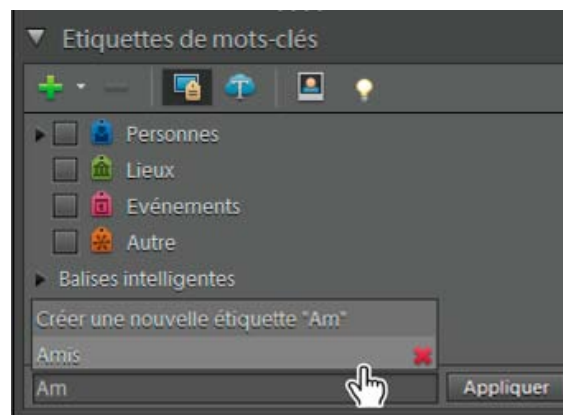 Etiquettes de mots-clés
Personnes
Lieux
Evénements
Autre
Balises intelligentes
Créer une nouvelle étiquette "Am"
Amis
Am
Appliquer